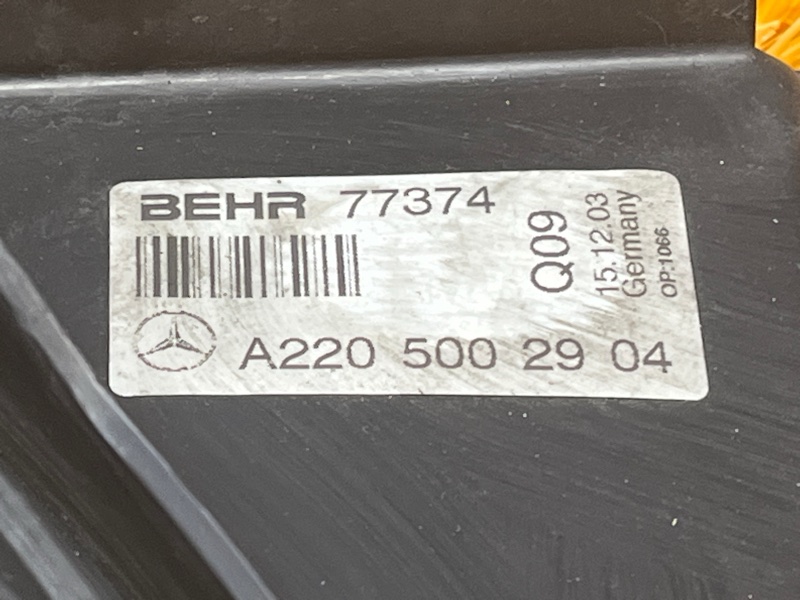 BEHR 77374
A220 500 29 04
Q09
15.12.03
Germany
OP:1066